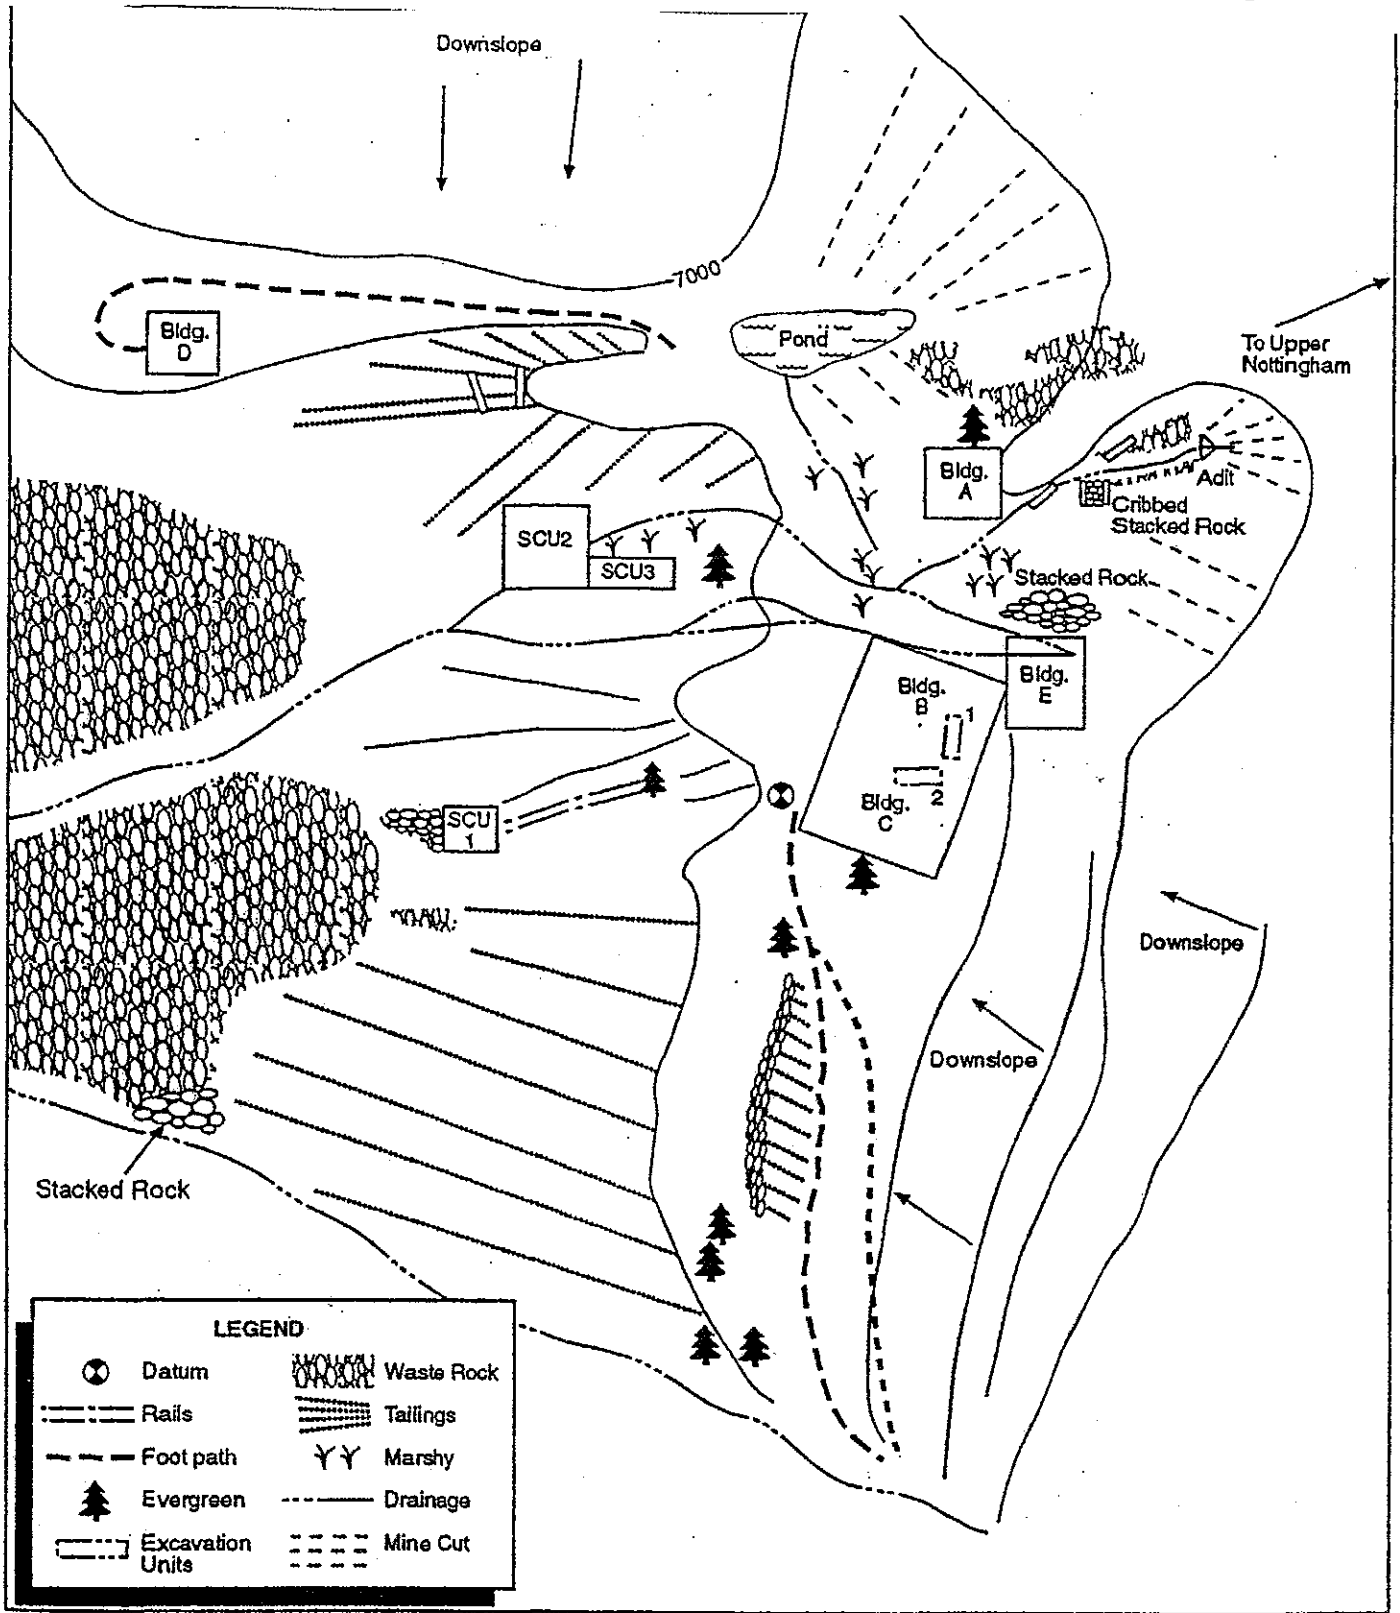 Downslope
7000
Bldg.
D
Pond
To Upper
Nottingham
Bldg.
A
Adit
Cribbed
Stacked Rock
SCU2
SCU3
Stacked Rock
Bldg.
E
Bldg.
B
1
2
Bldg.
C
SCU
1
Downslope
Downslope
Stacked Rock
LEGEND
Datum
Waste Rock
Rails
Tailings
Foot path
Marshy
Evergreen
Drainage
Excavation
Units
Mine Cut